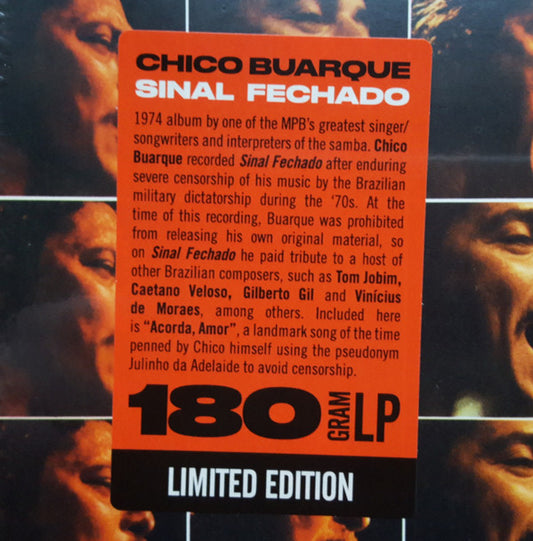 CHICO BUARQUE
SINAL FECHADO
1974 album by one of the MPB's greatest singer/
songwriters and interpreters of the samba. Chico
Buarque recorded Sinal Fechado after enduring
severe censorship of his music by the Brazilian
military dictatorship during the '70s. At the
time of this recording, Buarque was prohibited
from releasing his own original material, so
on Sinal Fechado he paid tribute to a host of
other Brazilian composers, such as Tom Jobim,
Caetano Veloso, Gilberto Gil and Vinícius
de Moraes, among others. Included here
is “Acorda, Amor”, a landmark song of the time
penned by Chico himself using the pseudonym
Julinho da Adelaide to avoid censorship.
180 GRAM LP
LIMITED EDITION